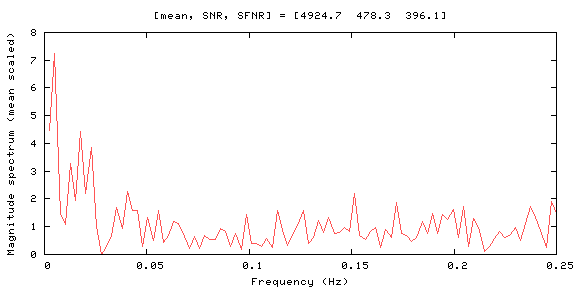 [mean, SNR, SFNR] = [4924.7 478.3 396.1]
Magnitude spectrum (mean scaled)
8
7
6
5
4
3
2
1
0
0 0.05 0.1 0.15 0.2 0.25
Frequency (Hz)